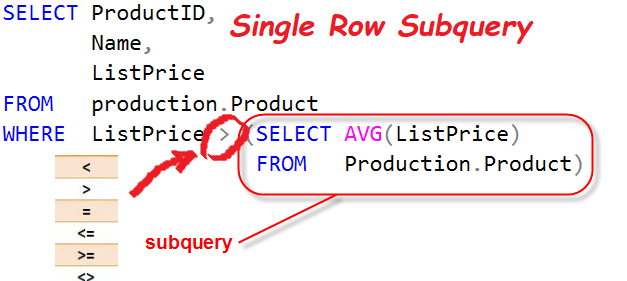 SELECT ProductID,
Single Row Subquery
Name,
ListPrice
FROM production.Product
WHERE ListPrice > (SELECT AVG(ListPrice)
FROM Production.Product)
<
>
=
<=
>=
<>
subquery